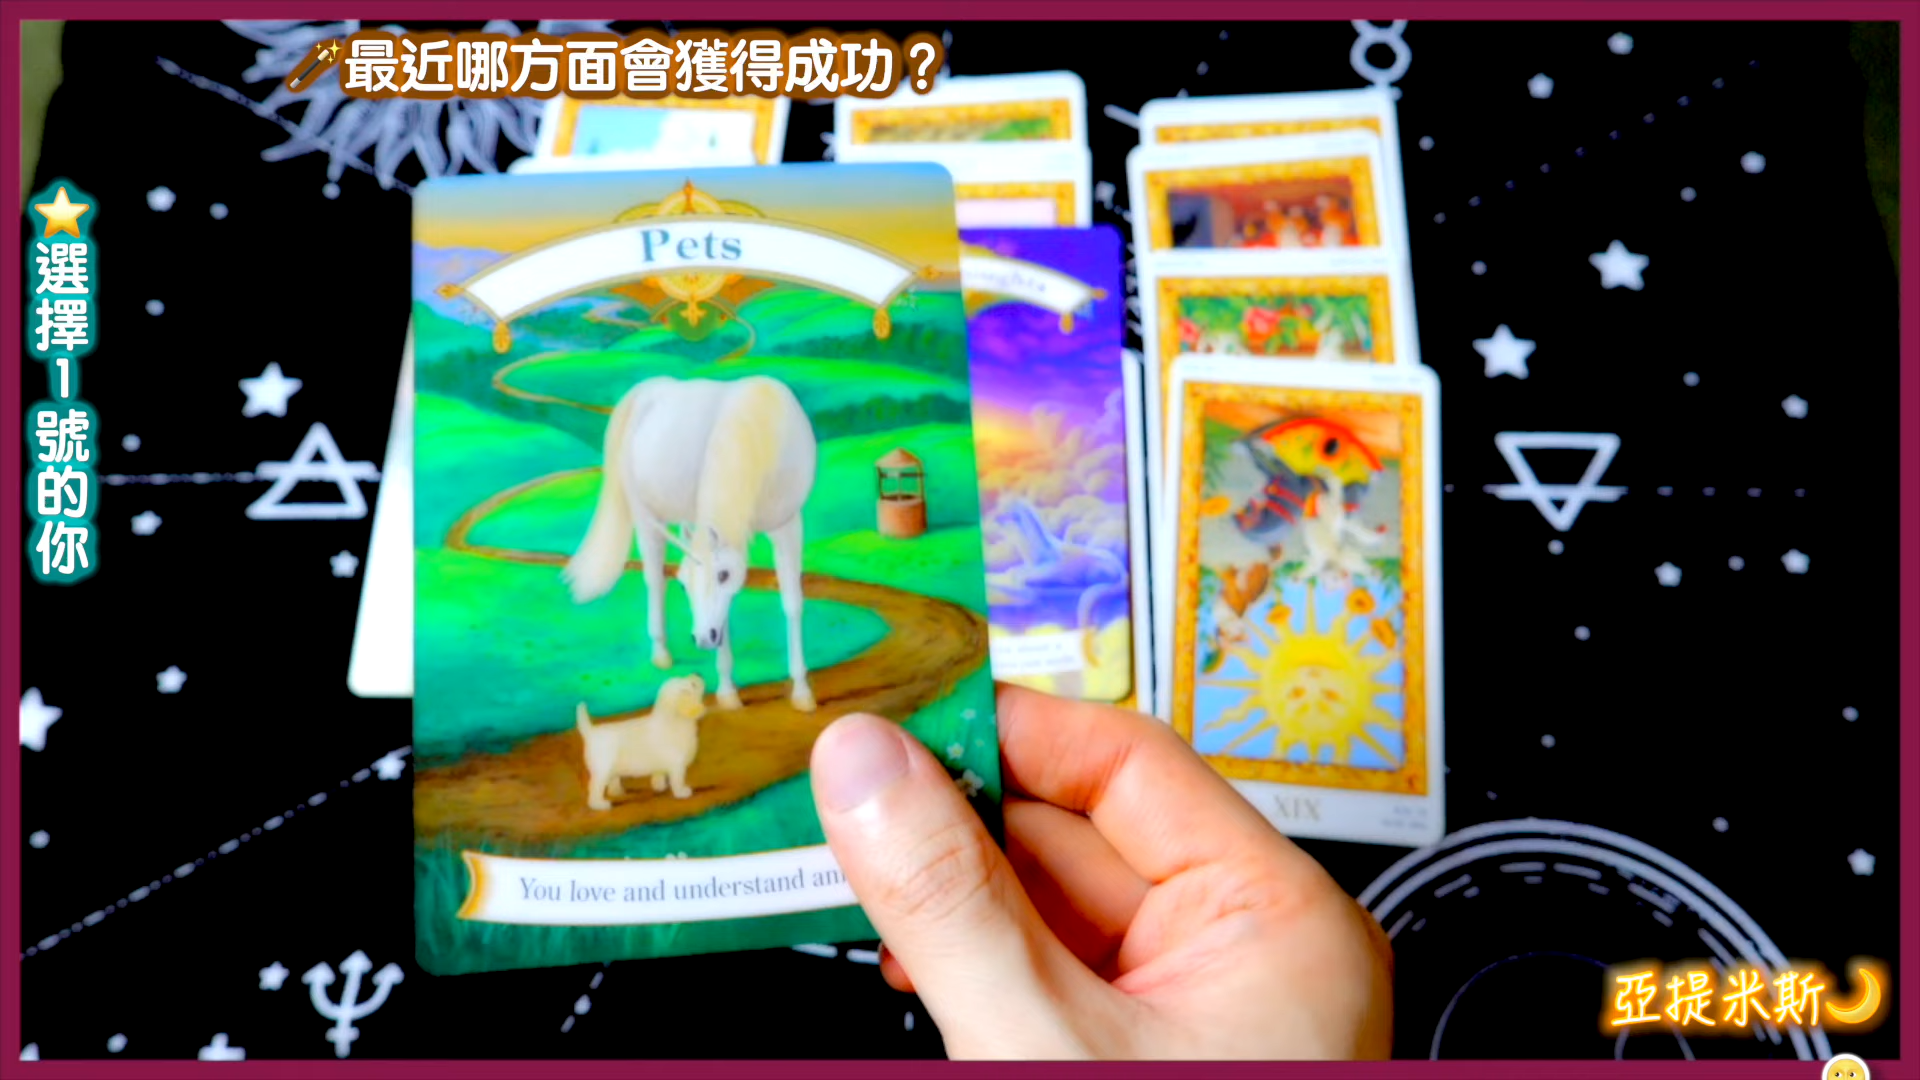 🪄最近哪方面會獲得成功？
⭐選擇1號的你
Pets
You love and understand
XIX
亞提米斯🌙